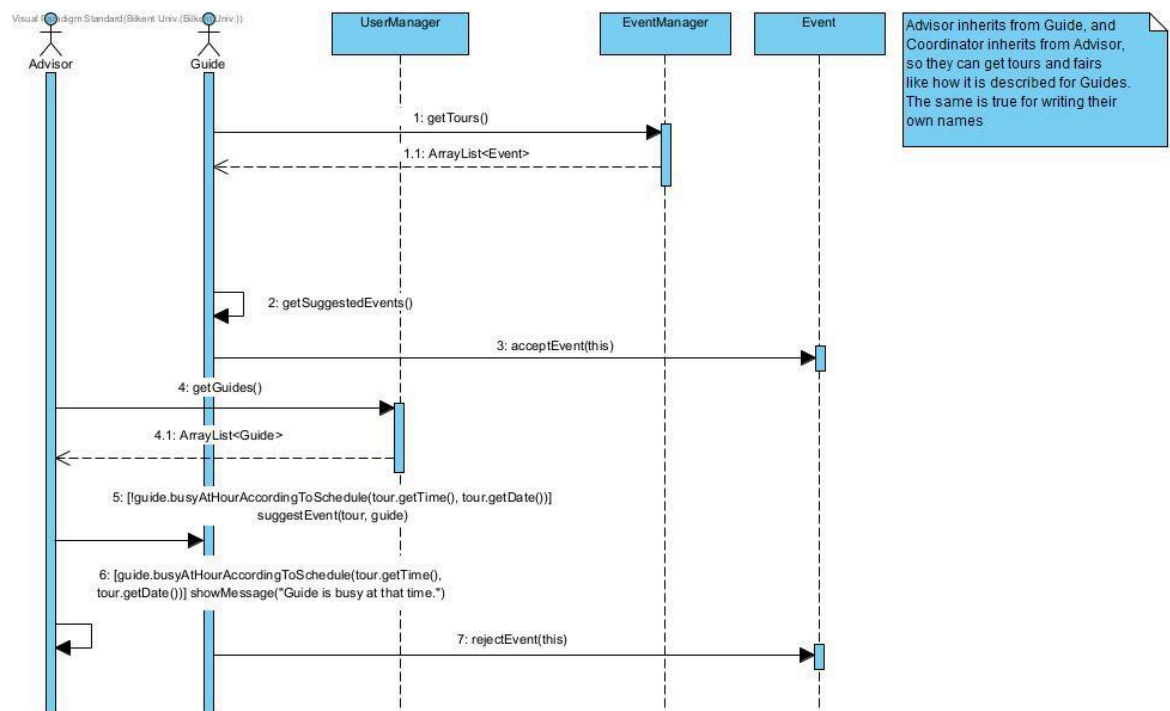 Visual Paradigm Standard(Bilkent Univ.(Bilkent Univ.))
Advisor
Guide
UserManager
EventManager
Event
Advisor inherits from Guide, and
Coordinator inherits from Advisor,
so they can get tours and fairs
like how it is described for Guides.
The same is true for writing their
own names
1: getTours()
1.1: ArrayList<Event>
2: getSuggestedEvents()
3: acceptEvent(this)
4: getGuides()
4.1: ArrayList<Guide>
5: [!guide.busyAtHourAccordingToSchedule(tour.getTime(), tour.getDate())]
suggestEvent(tour, guide)
6: [guide.busyAtHourAccordingToSchedule(tour.getTime(),
tour.getDate())] showMessage("Guide is busy at that time.")
7: rejectEvent(this)